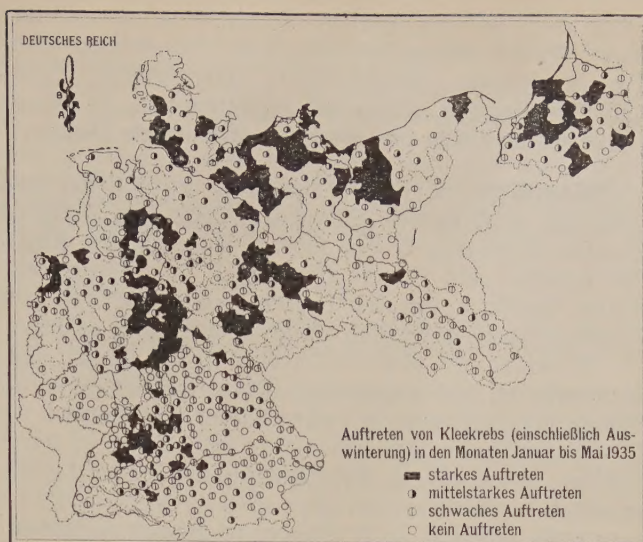 DEUTSCHES REICH
Auftreten von Kleekrebs (einschließlich Aus-
winterung) in den Monaten Januar bis Mai 1935
starkes Auftreten
mittelstarkes Auftreten
schwaches Auftreten
kein Auftreten